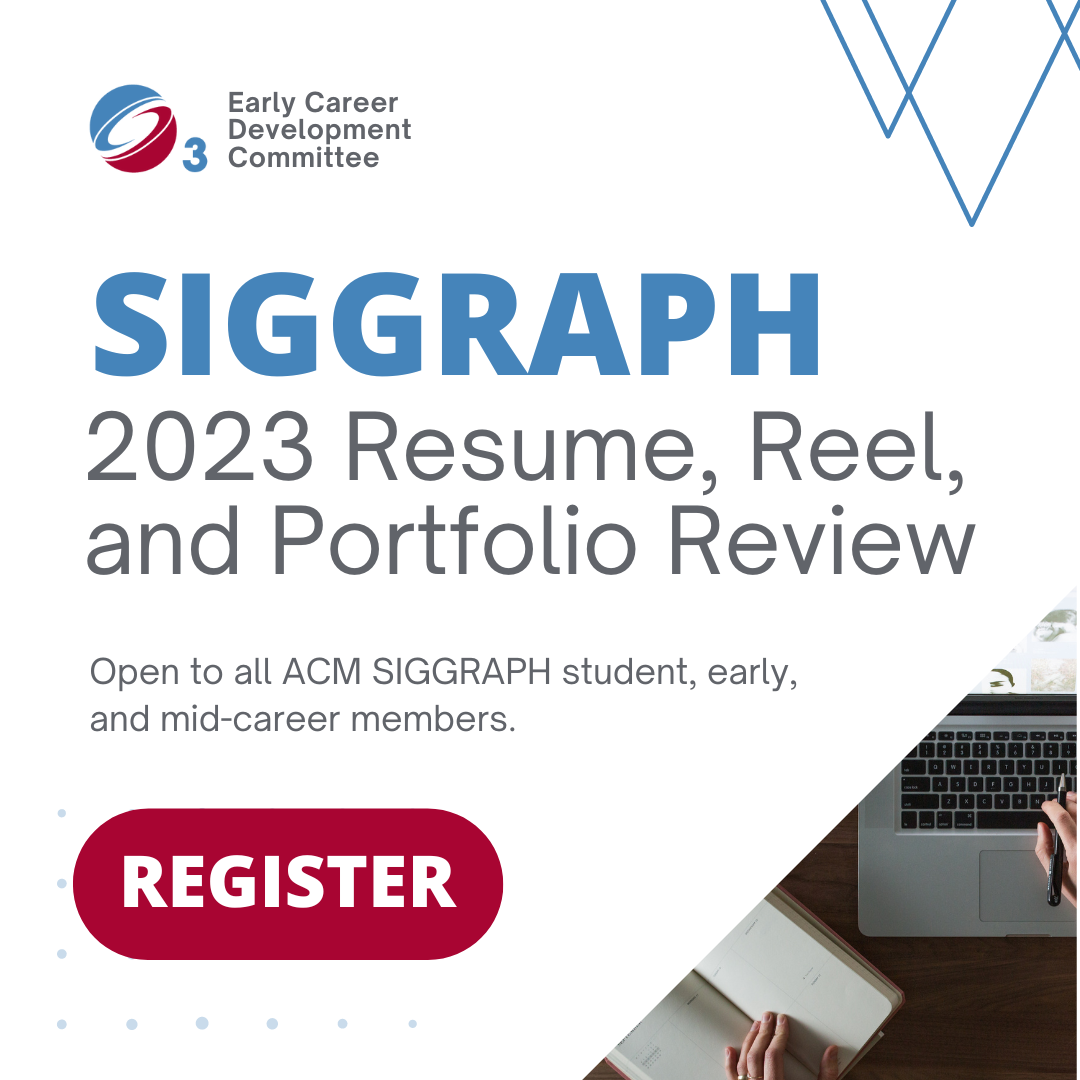 3
Early Career
Development
Committee
SIGGRAPH
2023 Resume, Reel,
and Portfolio Review
Open to all ACM SIGGRAPH student, early,
and mid-career members.
REGISTER